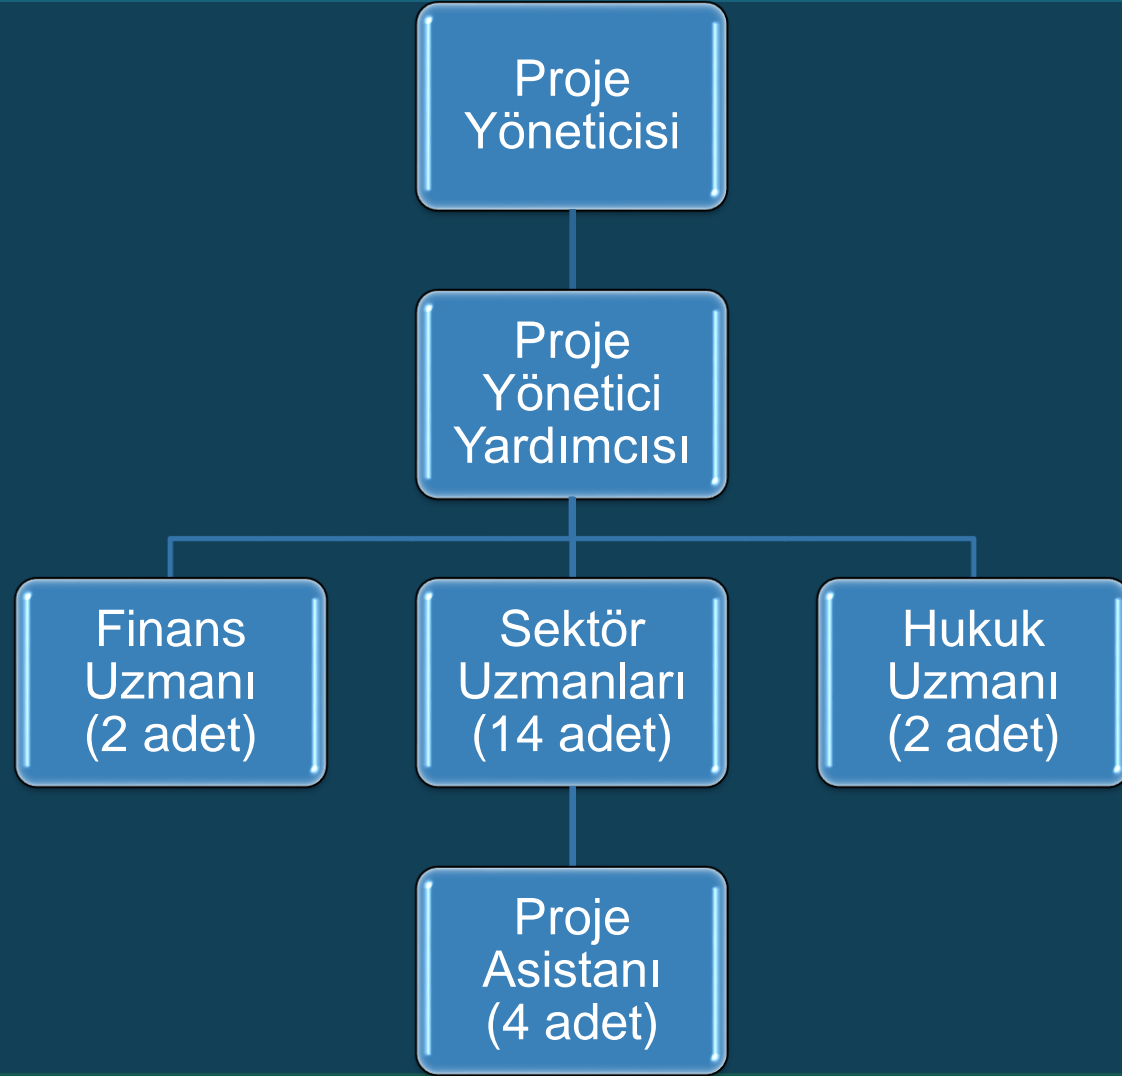 Proje
Yöneticisi
Proje
Yönetici
Yardımcısı
Finans
Uzmanı
(2 adet)
Sektör
Uzmanları
(14 adet)
Hukuk
Uzmanı
(2 adet)
Proje
Asistanı
(4 adet)